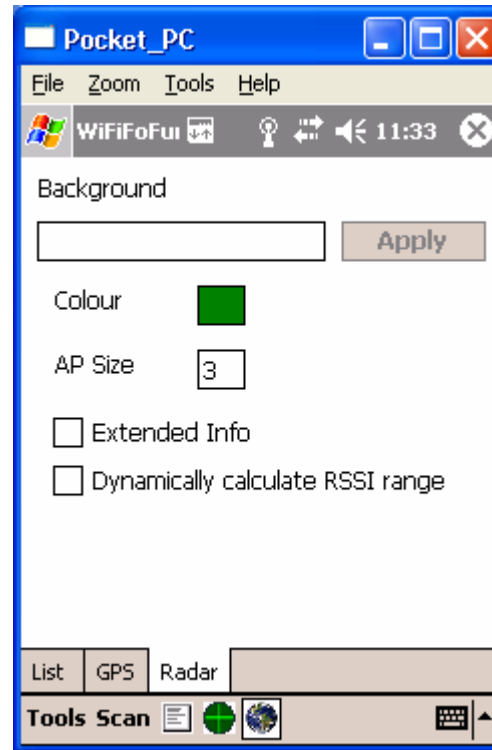 Pocket_PC
File Zoom Tools Help
WiFiFoFu 11:33
Background
Apply
Colour
AP Size 3
Extended Info
Dynamically calculate RSSI range
List GPS Radar
Tools Scan